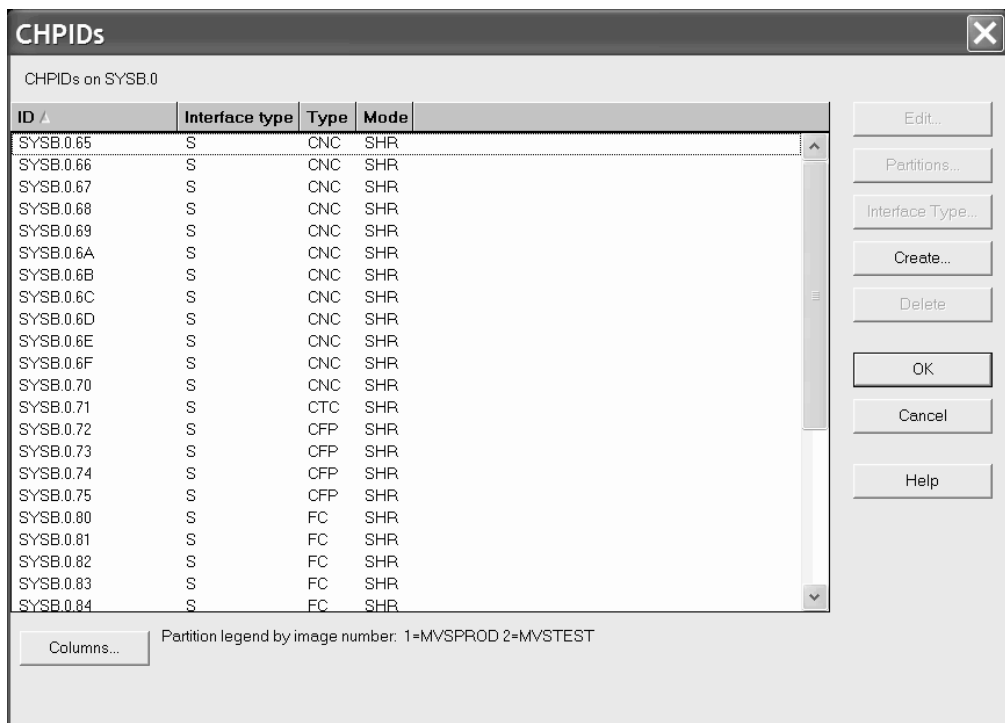 CHPIDs
CHPIDs on SYSB.0
ID Interface type Type Mode
SYSB.0.65 S CNC SHR
SYSB.0.66 S CNC SHR
SYSB.0.67 S CNC SHR
SYSB.0.68 S CNC SHR
SYSB.0.69 S CNC SHR
SYSB.0.6A S CNC SHR
SYSB.0.6B S CNC SHR
SYSB.0.6C S CNC SHR
SYSB.0.6D S CNC SHR
SYSB.0.6E S CNC SHR
SYSB.0.6F S CNC SHR
SYSB.0.70 S CNC SHR
SYSB.0.71 S CTC SHR
SYSB.0.72 S CFP SHR
SYSB.0.73 S CFP SHR
SYSB.0.74 S CFP SHR
SYSB.0.75 S CFP SHR
SYSB.0.80 S FC SHR
SYSB.0.81 S FC SHR
SYSB.0.82 S FC SHR
SYSB.0.83 S FC SHR
SYSB.0.84 S FC SHR
Edit...
Partitions...
Interface Type...
Create...
Delete
OK
Cancel
Help
Columns...
Partition legend by image number: 1=MVSPROD 2=MVSTEST